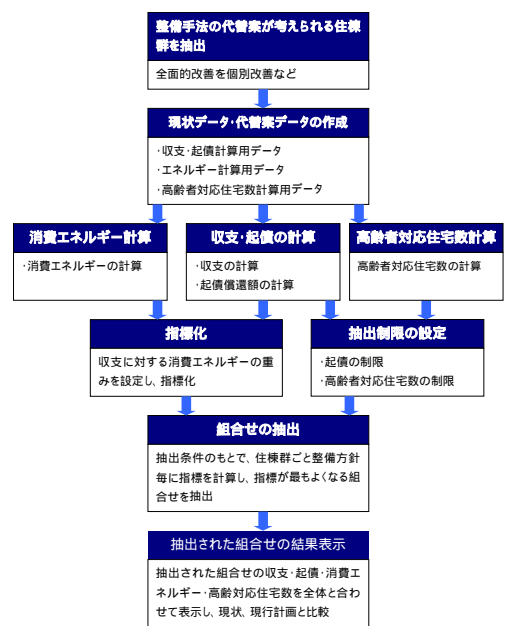 整備手法の代替案が考えられる住棟
群を抽出
全面的改善を個別改善など
現状データ・代替案データの作成
・収支・起債計算用データ
・エネルギー計算用データ
・高齢者対応住宅数計算用データ
消費エネルギー計算
・消費エネルギーの計算
収支・起債の計算
・収支の計算
・起債償還額の計算
高齢者対応住宅数計算
高齢者対応住宅数の計算
指標化
収支に対する消費エネルギーの重
みを設定し、指標化
抽出制限の設定
・起債の制限
・高齢者対応住宅数の制限
組合せの抽出
抽出条件のもとで、住棟群ごと整備方針
毎に指標を計算し、指標が最もよくなる組
合せを抽出
抽出された組合せの結果表示
抽出された組合せの収支・起債・消費エ
ネルギー・高齢対応住宅数を全体と合わ
せて表示し、現状、現行計画と比較